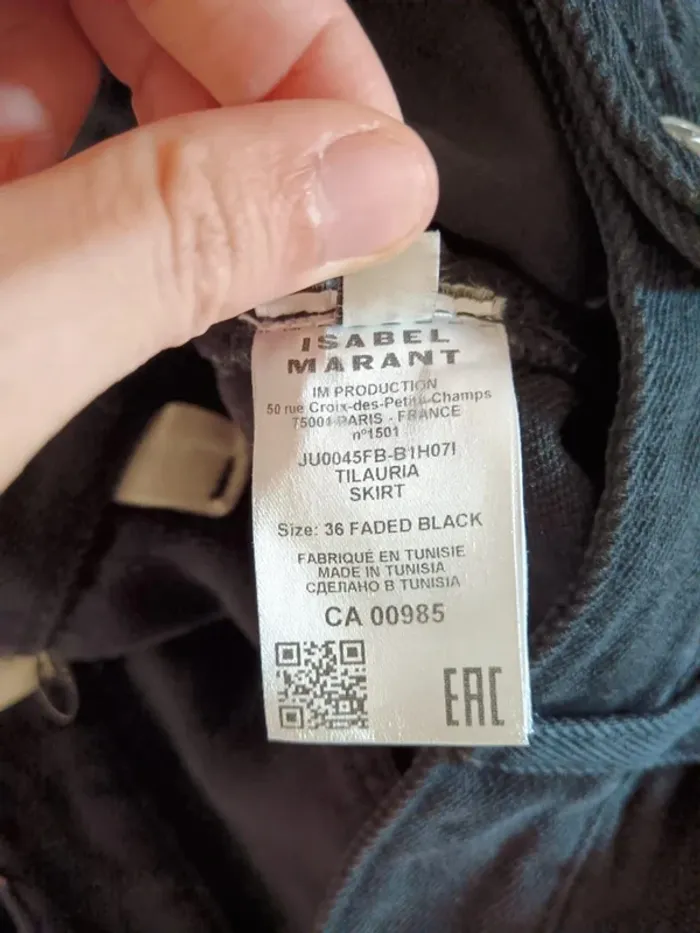 ISABEL
MARANT
IM PRODUCTION
50 rue Croix-des-Petits-Champs
75001 PARIS - FRANCE
n°1501
JU0045FB-B1H07I
TILAURIA
SKIRT
Size: 36 FADED BLACK
FABRIQUÉ EN TUNISIE
MADE IN TUNISIA
СДЕЛАНО В TUNISIA
CA 00985
EAC